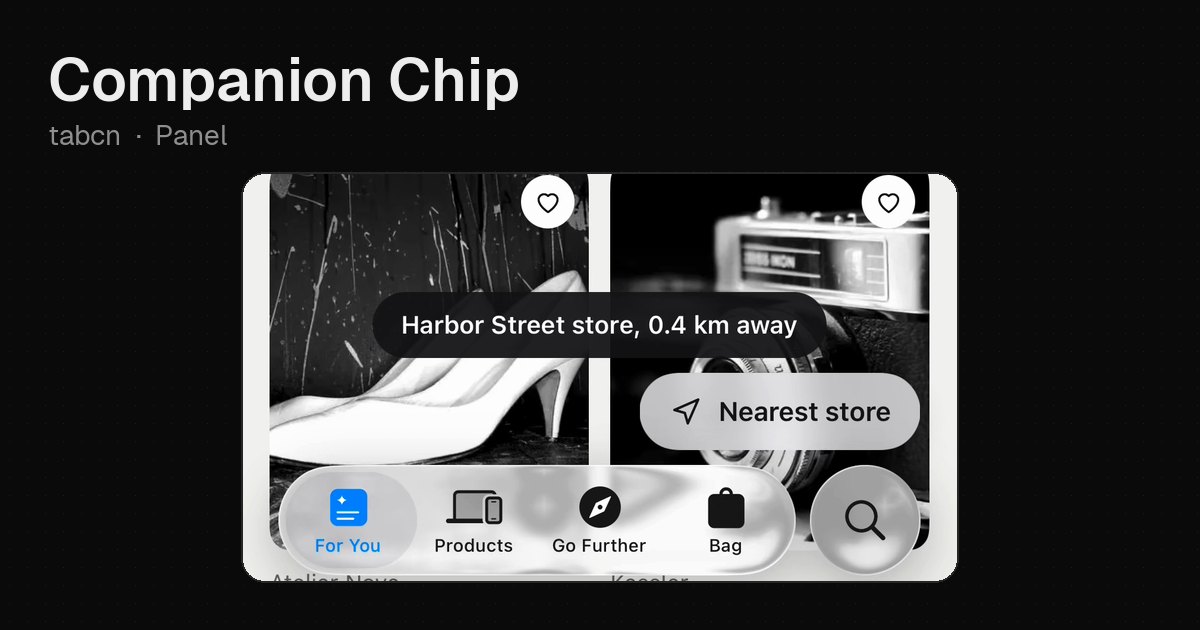 Companion Chip
tabcn · Panel
Harbor Street store, 0.4 km away
Nearest store
For You
Products
Go Further
Bag